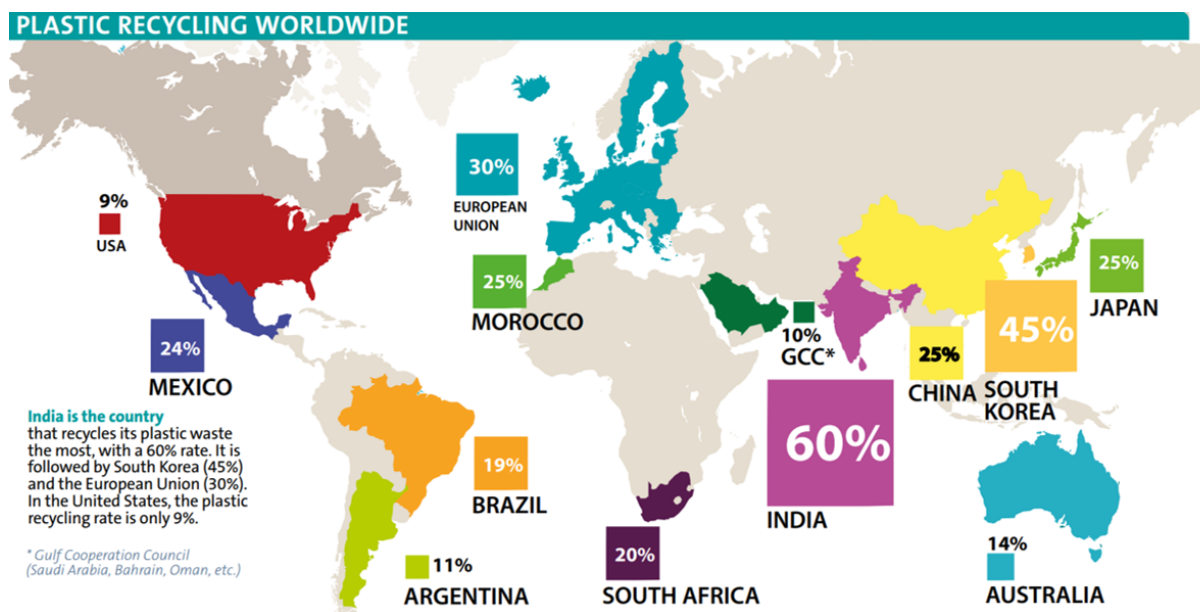 PLASTIC RECYCLING WORLDWIDE
9%
USA
24%
MEXICO
30%
EUROPEAN
UNION
25%
MOROCCO
10%
GCC*
60%
INDIA
25%
CHINA
45%
SOUTH
KOREA
25%
JAPAN
19%
BRAZIL
11%
ARGENTINA
20%
SOUTH AFRICA
14%
AUSTRALIA
India is the country
that recycles its plastic waste
the most, with a 60% rate. It is
followed by South Korea (45%)
and the European Union (30%).
In the United States, the plastic
recycling rate is only 9%.
* Gulf Cooperation Council
(Saudi Arabia, Bahrain, Oman, etc.)